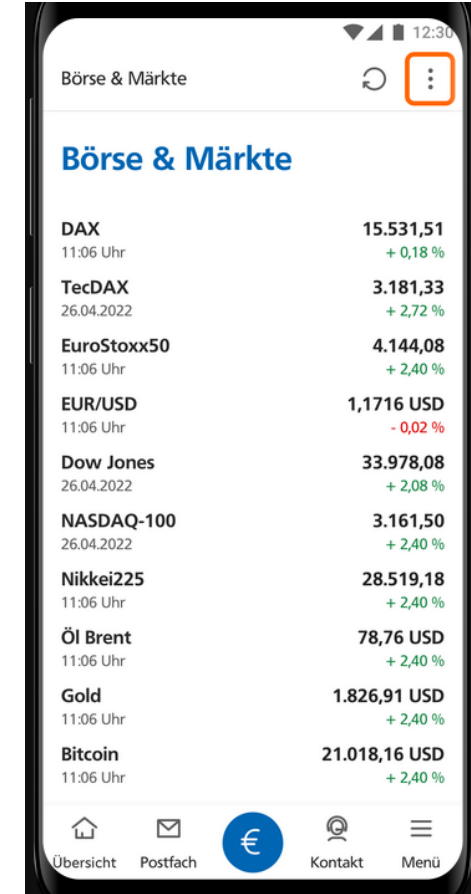 12:30
Börse & Märkte
Börse & Märkte
DAX 15.531,51
11:06 Uhr + 0,18 %
TecDAX 3.181,33
26.04.2022 + 2,72 %
EuroStoxx50 4.144,08
11:06 Uhr + 2,40 %
EUR/USD 1,1716 USD
11:06 Uhr - 0,02 %
Dow Jones 33.978,08
26.04.2022 + 2,08 %
NASDAQ-100 3.161,50
26.04.2022 + 2,40 %
Nikkei225 28.519,18
11:06 Uhr + 2,40 %
Öl Brent 78,76 USD
11:06 Uhr + 2,40 %
Gold 1.826,91 USD
11:06 Uhr + 2,40 %
Bitcoin 21.018,16 USD
11:06 Uhr + 2,40 %
€
Übersicht Postfach Kontakt Menü